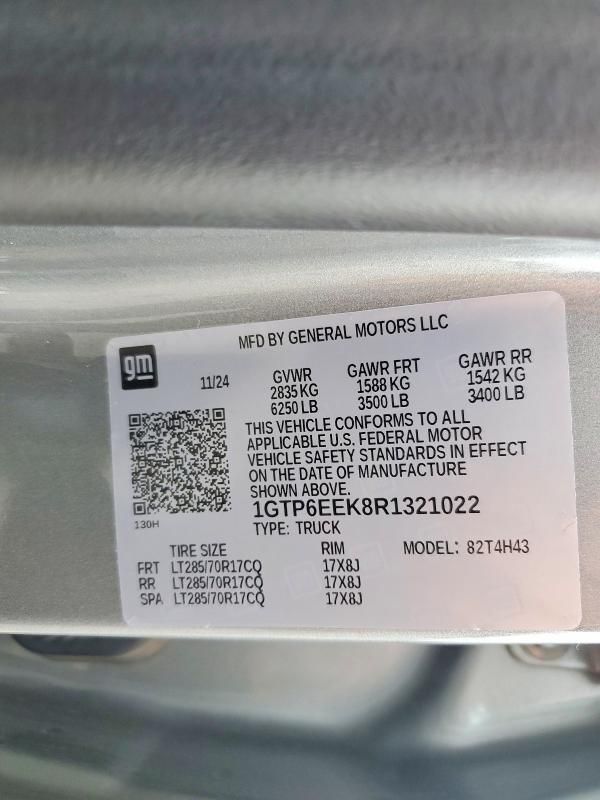 MFD BY GENERAL MOTORS LLC
gm
11/24
GVWR GAWR FRT GAWR RR
2835 KG 1588 KG 1542 KG
6250 LB 3500 LB 3400 LB
THIS VEHICLE CONFORMS TO ALL
APPLICABLE U.S. FEDERAL MOTOR
VEHICLE SAFETY STANDARDS IN EFFECT
ON THE DATE OF MANUFACTURE
SHOWN ABOVE.
1GTP6EEK8R1321022
130H
TYPE: TRUCK
TIRE SIZE RIM MODEL: 82T4H43
FRT LT285/70R17CQ 17X8J
RR LT285/70R17CQ 17X8J
SPA LT285/70R17CQ 17X8J